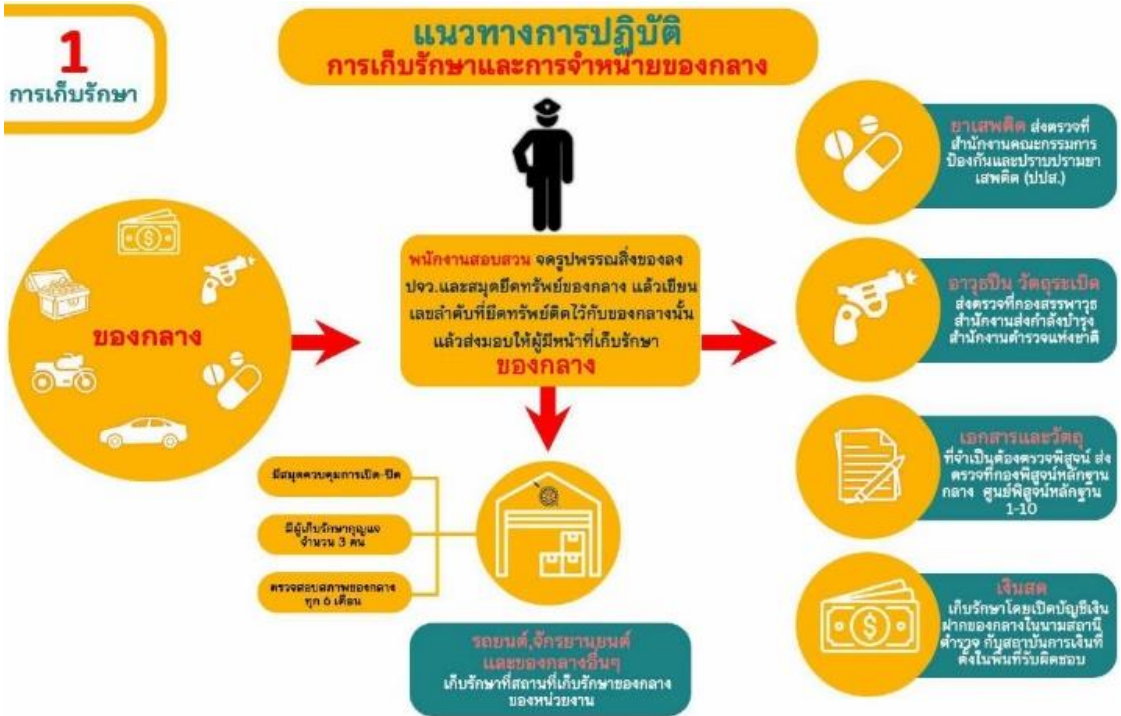 1
การเก็บรักษา
แนวทางการปฏิบัติ
การเก็บรักษาและการจำหน่ายของกลาง
ของกลาง
พนักงานสอบสวน จดรูปพรรณสิ่งของลง
ปจว.และสมุดยึดทรัพย์ของกลาง แล้วเขียน
เลขลำดับที่ยึดทรัพย์ติดไว้กับของกลางนั้น
แล้วส่งมอบให้ผู้มีหน้าที่เก็บรักษา
ของกลาง
มีสมุดควบคุมการเปิด-ปิด
มีผู้เก็บรักษากุญแจ
จำนวน 3 คน
ตรวจสอบสภาพของกลาง
ทุก 6 เดือน
รถยนต์,จักรยานยนต์
และของกลางอื่นๆ
เก็บรักษาที่สถานที่เก็บรักษาของกลาง
ของหน่วยงาน
ยาเสพติด ส่งตรวจที่
สำนักงานคณะกรรมการ
ป้องกันและปราบปรามยา
เสพติด (ปปส.)
อาวุธปืน วัตถุระเบิด
ส่งตรวจที่กองสรรพาวุธ
สำนักงานส่งกำลังบำรุง
สำนักงานตำรวจแห่งชาติ
เอกสารและวัตถุ
ที่จำเป็นต้องตรวจพิสูจน์ ส่ง
ตรวจที่กองพิสูจน์หลักฐาน
กลาง ศูนย์พิสูจน์หลักฐาน
1-10
เงินสด
เก็บรักษาโดยเปิดบัญชีเงิน
ฝากของกลางในนามสถานี
ตำรวจ กับสถาบันการเงินที่
ตั้งในพื้นที่รับผิดชอบ